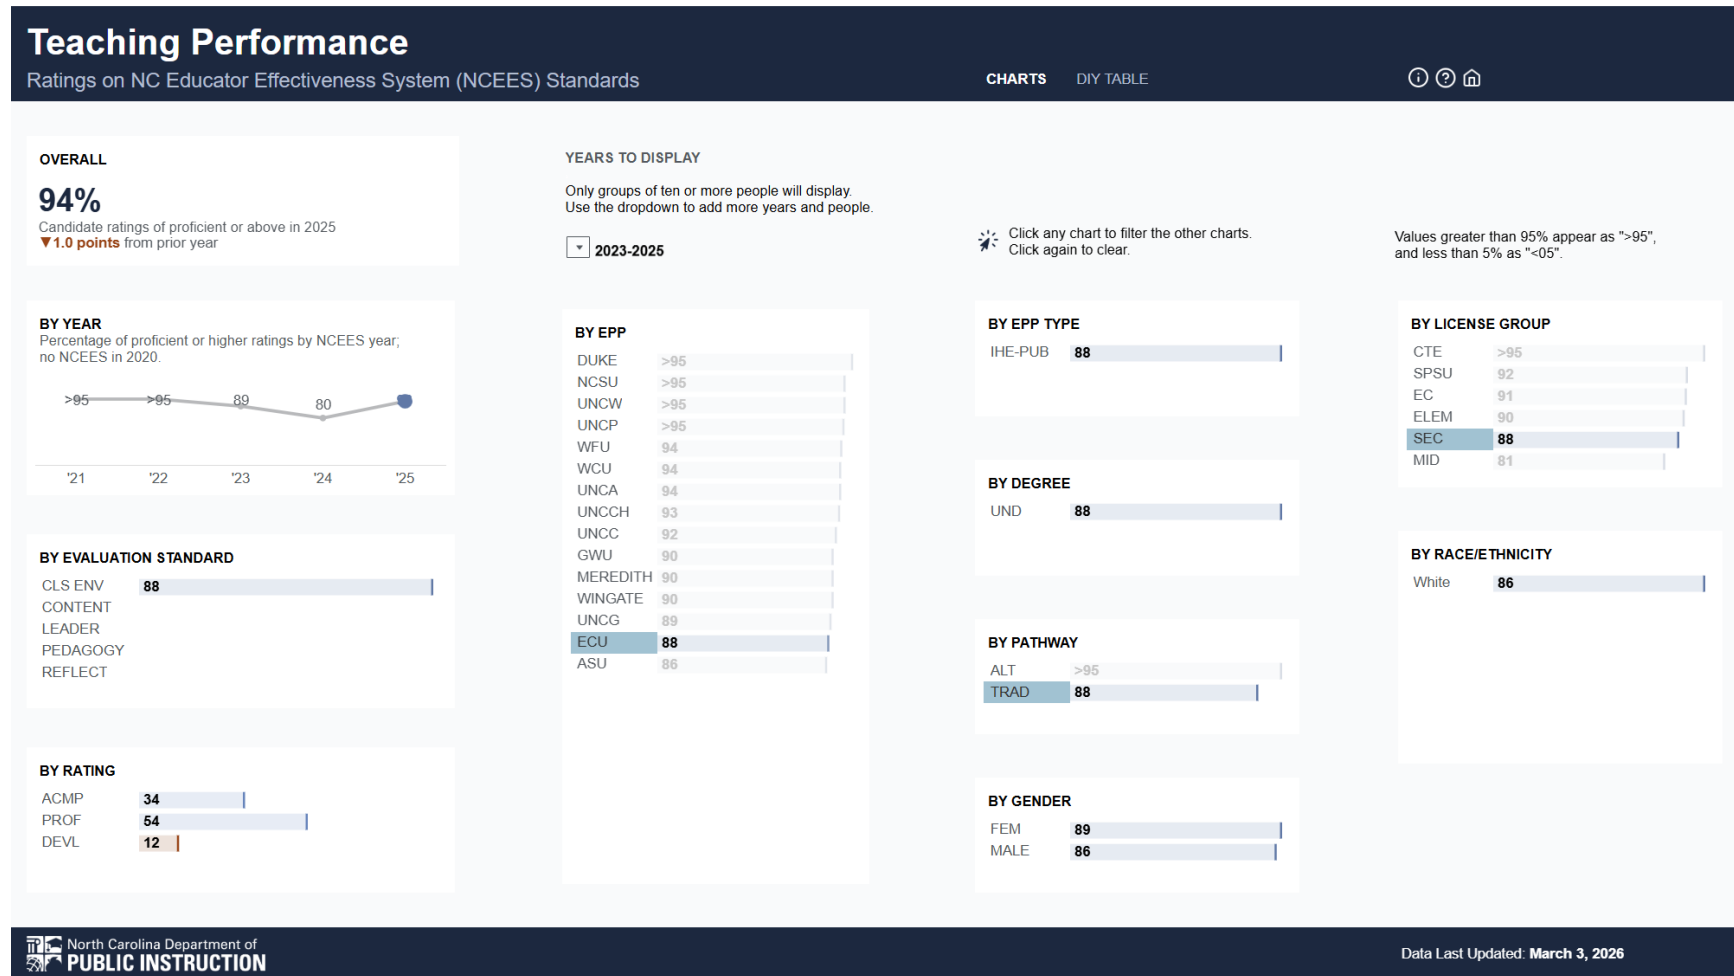 Teaching Performance
Ratings on NC Educator Effectiveness System (NCEES) Standards
CHARTS DIY TABLE
OVERALL
94%
Candidate ratings of proficient or above in 2025
▼1.0 points from prior year
YEARS TO DISPLAY
Only groups of ten or more people will display.
Use the dropdown to add more years and people.
2023-2025
Click any chart to filter the other charts.
Click again to clear.
Values greater than 95% appear as ">95",
and less than 5% as "<05".
BY YEAR
Percentage of proficient or higher ratings by NCEES year;
no NCEES in 2020.
>95 >95 89 80
'21 '22 '23 '24 '25
BY EVALUATION STANDARD
CLS ENV 88
CONTENT
LEADER
PEDAGOGY
REFLECT
BY RATING
ACMP 34
PROF 54
DEVL 12
BY EPP
DUKE >95
NCSU >95
UNCW >95
UNCP >95
WFU 94
WCU 94
UNCA 94
UNCCH 93
UNCC 92
GWU 90
MEREDITH 90
WINGATE 90
UNCG 89
ECU 88
ASU 86
BY EPP TYPE
IHE-PUB 88
BY DEGREE
UND 88
BY PATHWAY
ALT >95
TRAD 88
BY GENDER
FEM 89
MALE 86
BY LICENSE GROUP
CTE >95
SPSU 92
EC 91
ELEM 90
SEC 88
MID 81
BY RACE/ETHNICITY
White 86
North Carolina Department of
PUBLIC INSTRUCTION
Data Last Updated: March 3, 2026